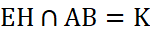 EH ∩ AB = K